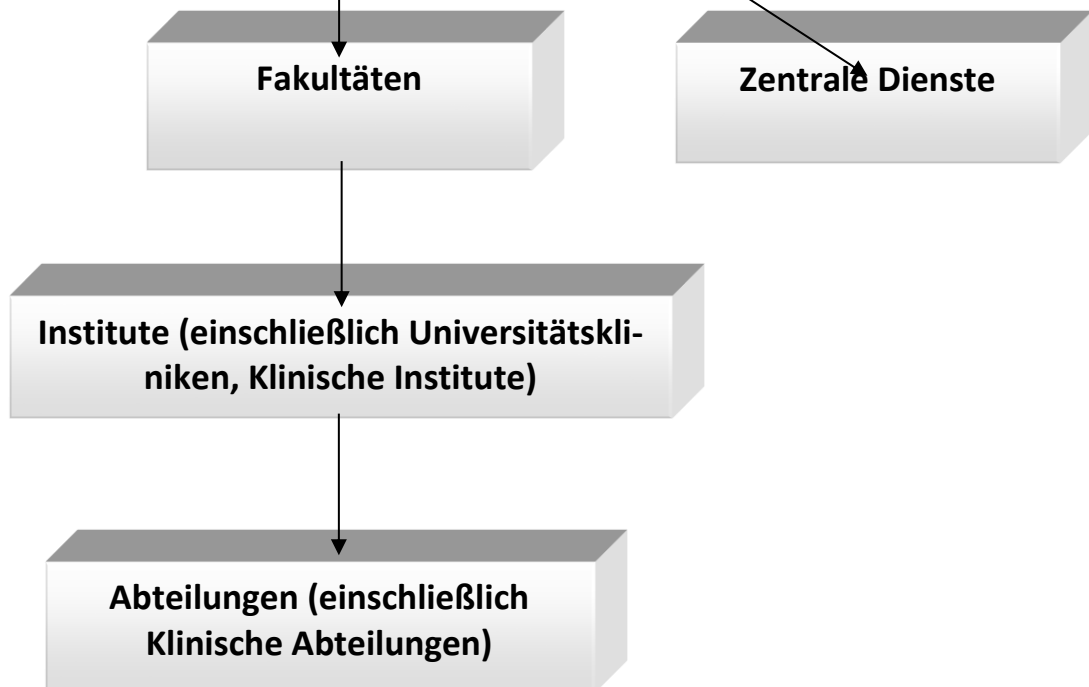 Fakultäten
Zentrale Dienste
Institute (einschließlich Universitätskli-
niken, Klinische Institute)
Abteilungen (einschließlich
Klinische Abteilungen)